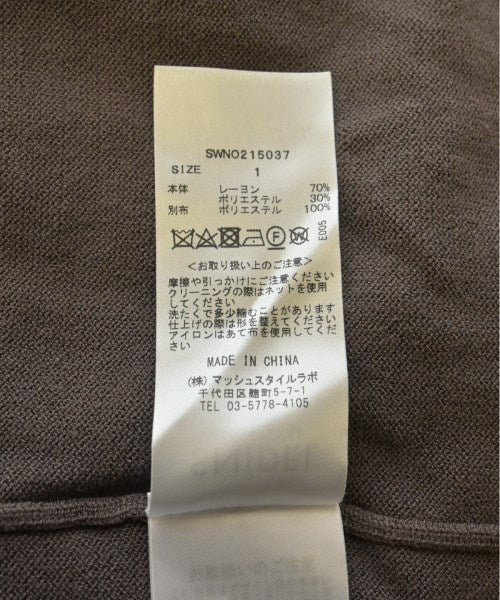 SWNO215037
SIZE 1
本体 レーヨン 70%
ポリエステル 30%
別布 ポリエステル 100%
E005
<お取り扱い上のご注意>
摩擦や引っかけにご注意ください
クリーニングの際はネットを使用
してください
洗たくで多少縮むことがあります
仕上げの際は形を整えてください
アイロンはあて布を使用してくだ
さい
MADE IN CHINA
(株) マッシュスタイルラボ
千代田区麹町5-7-1
TEL 03-5778-4105